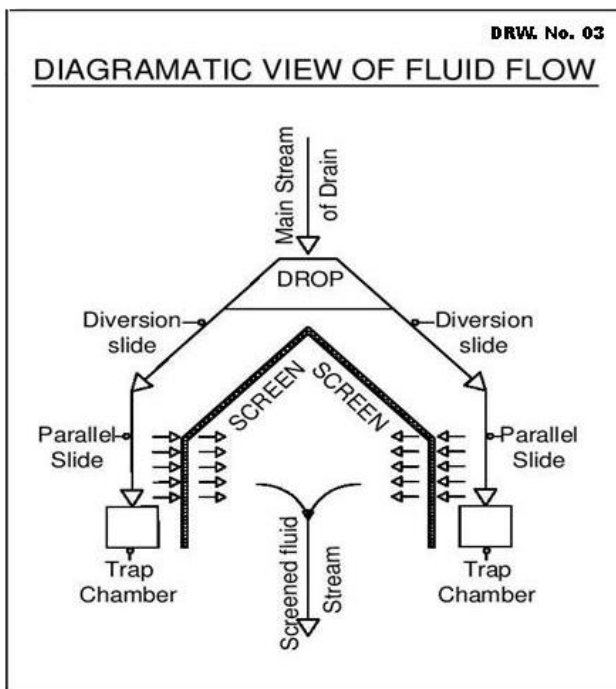 DRW. No. 03
DIAGRAMATIC VIEW OF FLUID FLOW
Main Stream
of Drain
DROP
Diversion
slide
Diversion
slide
SCREEN
SCREEN
Parallel
Slide
Parallel
Slide
Trap
Chamber
Screened fluid
Stream
Trap
Chamber